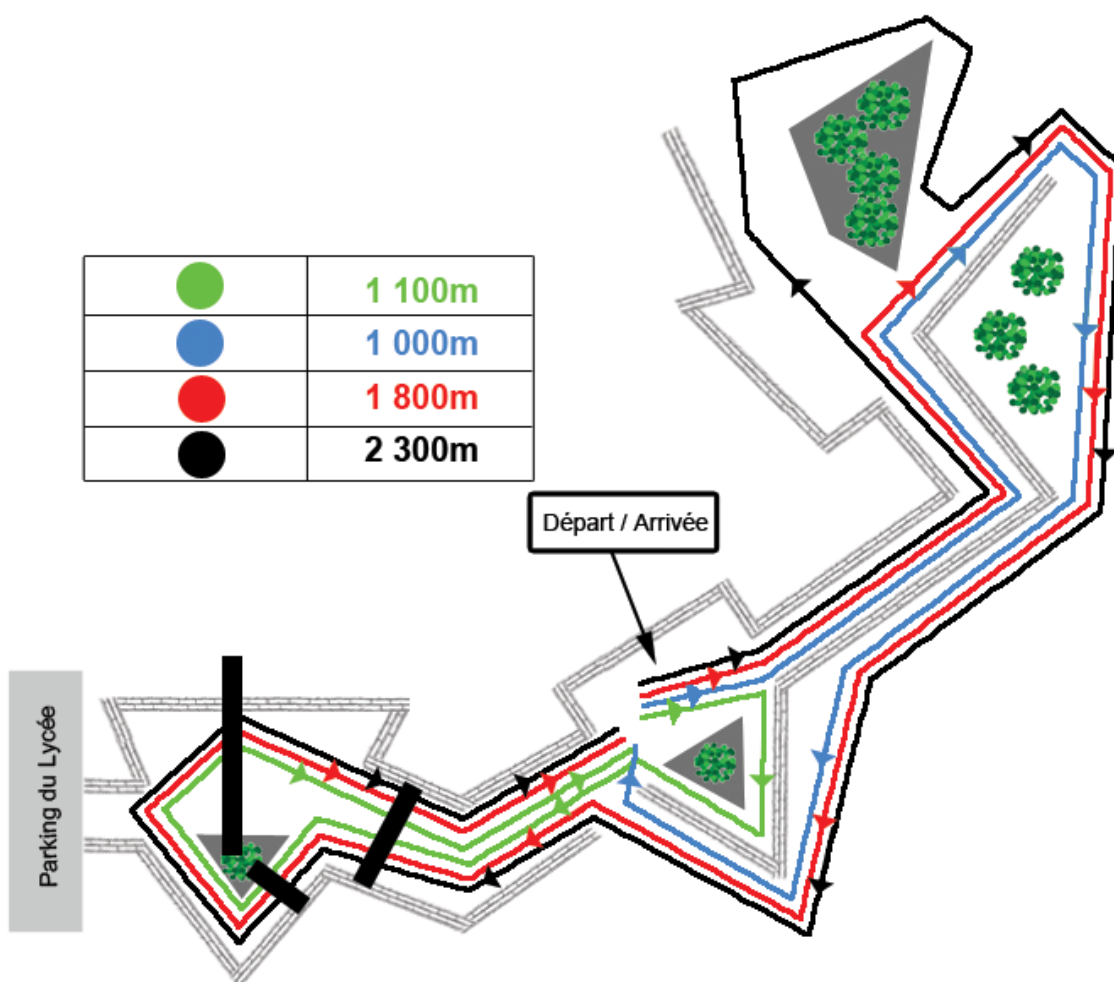 1 100m
1 000m
1 800m
2 300m
Départ / Arrivée
Parking du Lycée